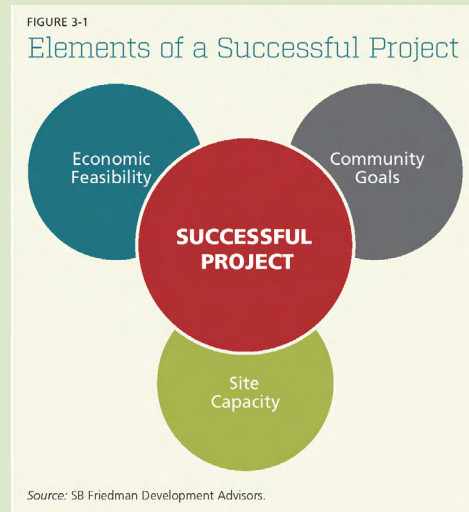 FIGURE 3-1
Elements of a Successful Project
Economic
Feasibility
Community
Goals
SUCCESSFUL
PROJECT
Site
Capacity
Source: SB Friedman Development Advisors.